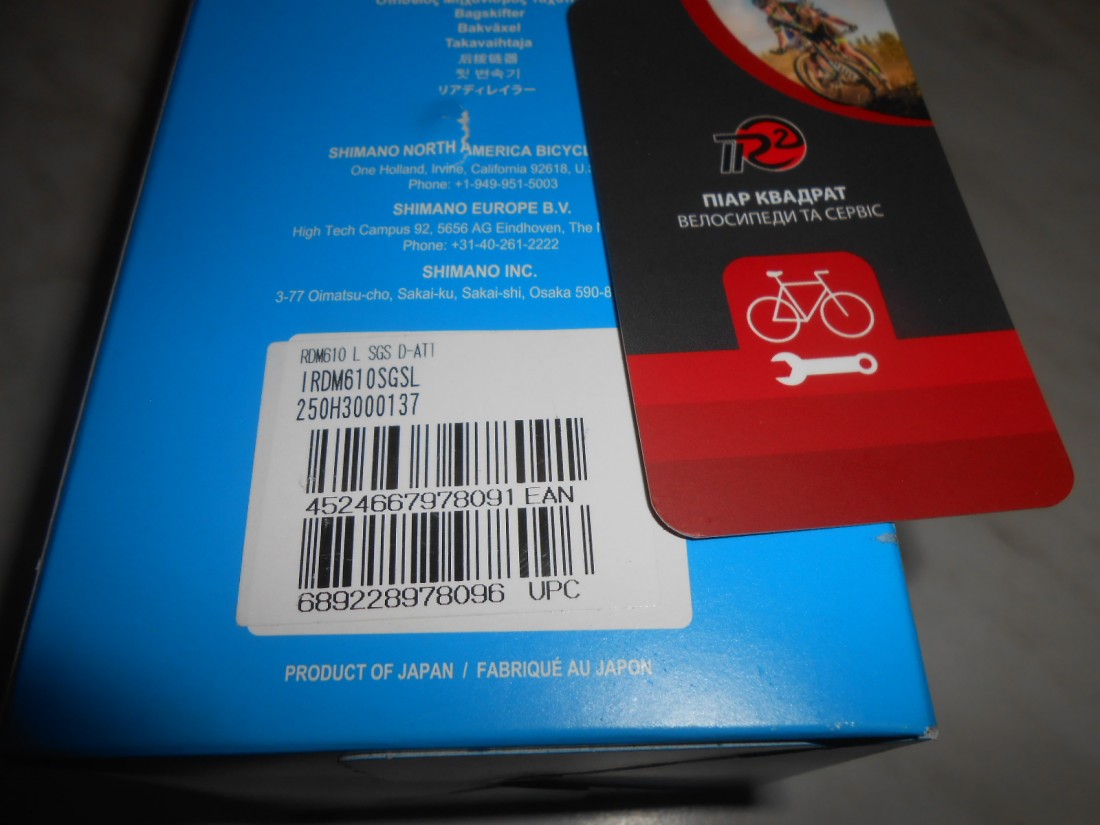 Bagskifter
Bakväxel
Takavaihtaja
后拨链器
뒷 변속기
リアディレイラー
SHIMANO NORTH AMERICA BICYCL
One Holland, Irvine, California 92618, U.S
Phone: +1-949-951-5003
SHIMANO EUROPE B.V.
High Tech Campus 92, 5656 AG Eindhoven, The N
Phone: +31-40-261-2222
SHIMANO INC.
3-77 Oimatsu-cho, Sakai-ku, Sakai-shi, Osaka 590-8
RDM610 L SGS D-ATT
IRDM610SGSL
250H3000137
4524667978091 EAN
689228978096 UPC
PRODUCT OF JAPAN / FABRIQUÉ AU JAPON
ПR2
ПІАР КВАДРАТ
ВЕЛОСИПЕДИ ТА СЕРВІС